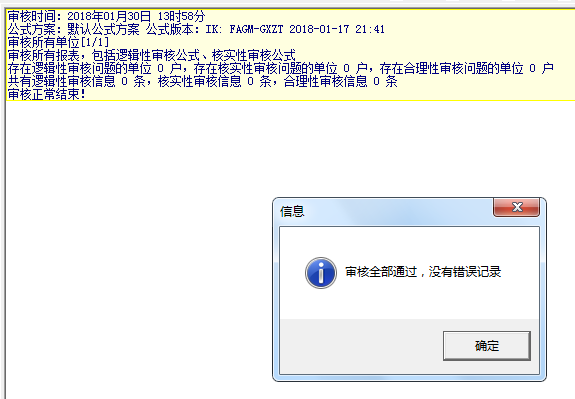 审核时间：2018年01月30日 13时58分
公式方案：默认公式方案 公式版本：IK: FAGM-GXZT 2018-01-17 21:41
审核所有单位[1/1]
审核所有报表，包括逻辑性审核公式、核实性审核公式
存在逻辑性审核问题的单位 0 户，存在核实性审核问题的单位 0 户，存在合理性审核问题的单位 0 户
共有逻辑性审核信息 0 条，核实性审核信息 0 条，合理性审核信息 0 条
审核正常结束！
信息
审核全部通过，没有错误记录
确定